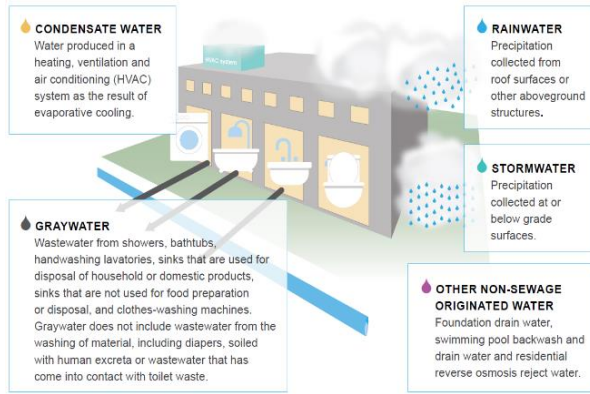 CONDENSATE WATER
Water produced in a
heating, ventilation and
air conditioning (HVAC)
system as the result of
evaporative cooling.
HVAC system
RAINWATER
Precipitation
collected from
roof surfaces or
other aboveground
structures.
STORMWATER
Precipitation
collected at or
below grade
surfaces.
GRAYWATER
Wastewater from showers, bathtubs,
handwashing lavatories, sinks that are used for
disposal of household or domestic products,
sinks that are not used for food preparation
or disposal, and clothes-washing machines.
Graywater does not include wastewater from the
washing of material, including diapers, soiled
with human excreta or wastewater that has
come into contact with toilet waste.
OTHER NON-SEWAGE
ORIGINATED WATER
Foundation drain water,
swimming pool backwash and
drain water and residential
reverse osmosis reject water.